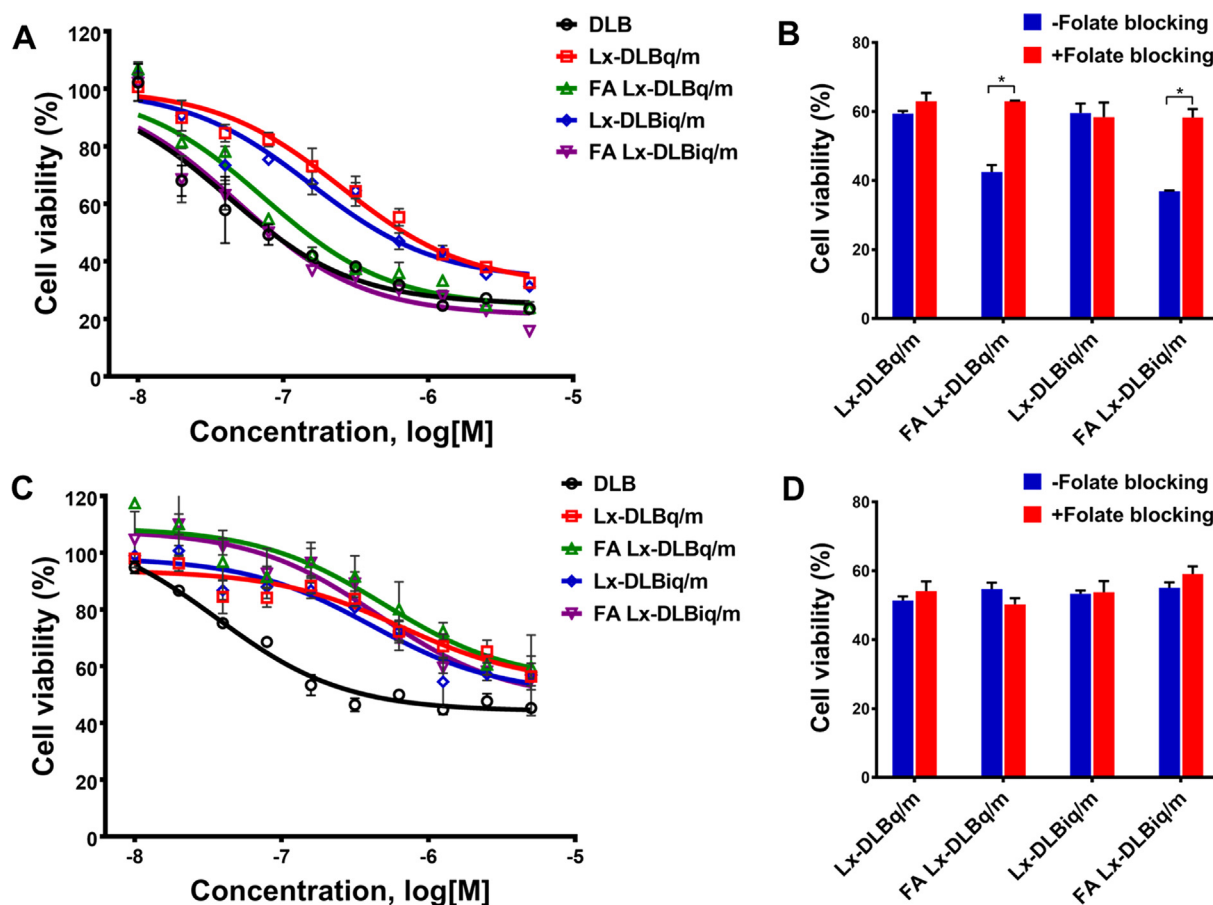 A
Cell viability (%)
120
100
80
60
40
20
0
-8
-7
-6
-5
Concentration, log[M]
DLB
Lx-DLBq/m
FA Lx-DLBq/m
Lx-DLBiq/m
FA Lx-DLBiq/m
B
-Folate blocking
+Folate blocking
Cell viability (%)
80
60
40
20
0
*
*
Lx-DLBq/m
FA Lx-DLBq/m
Lx-DLBiq/m
FA Lx-DLBiq/m
C
Cell viability (%)
120
100
80
60
40
20
0
-8
-7
-6
-5
Concentration, log[M]
DLB
Lx-DLBq/m
FA Lx-DLBq/m
Lx-DLBiq/m
FA Lx-DLBiq/m
D
-Folate blocking
+Folate blocking
Cell viability (%)
80
60
40
20
0
Lx-DLBq/m
FA Lx-DLBq/m
Lx-DLBiq/m
FA Lx-DLBiq/m